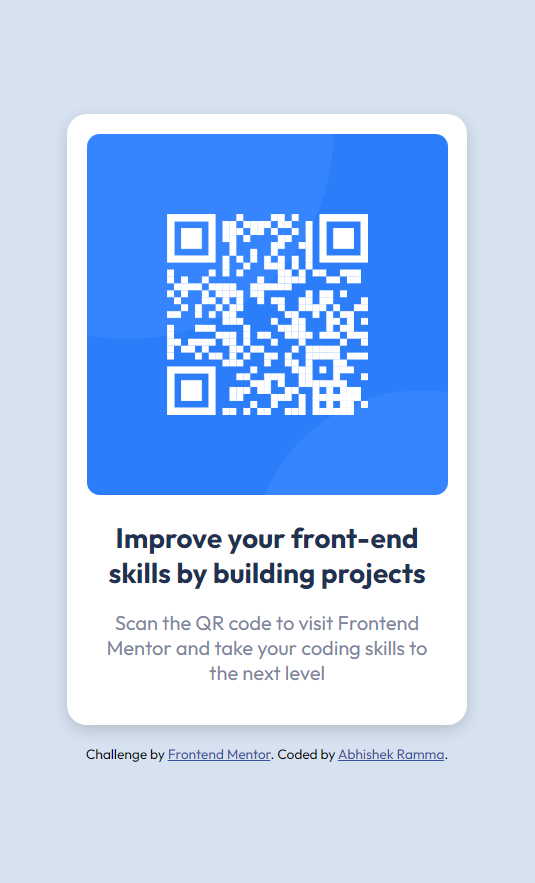 Improve your front-end
skills by building projects
Scan the QR code to visit Frontend
Mentor and take your coding skills to
the next level
Challenge by Frontend Mentor. Coded by Abhishek Ramma.